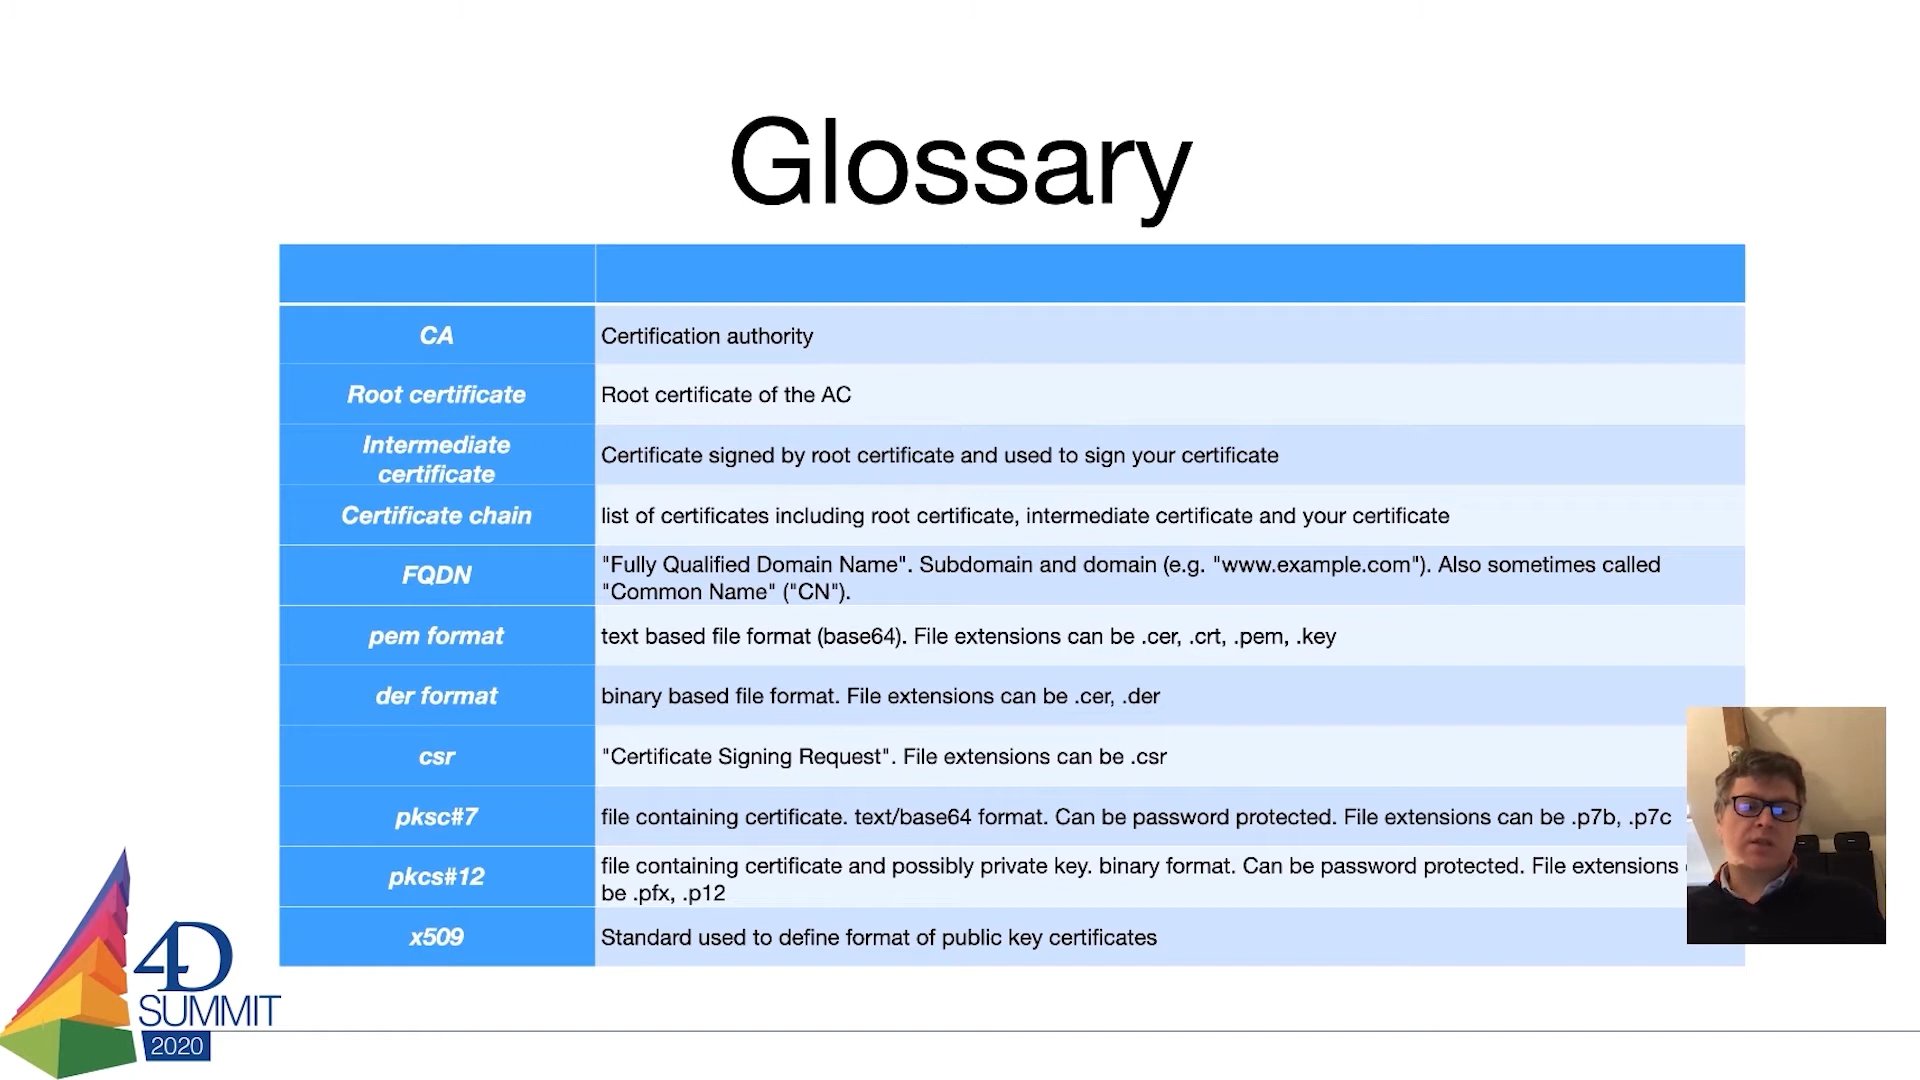 Glossary
CA
Certification authority
Root certificate
Root certificate of the AC
Intermediate
certificate
Certificate signed by root certificate and used to sign your certificate
Certificate chain
list of certificates including root certificate, intermediate certificate and your certificate
FQDN
"Fully Qualified Domain Name". Subdomain and domain (e.g. "www.example.com"). Also sometimes called
"Common Name" ("CN").
pem format
text based file format (base64). File extensions can be .cer, .crt, .pem, .key
der format
binary based file format. File extensions can be .cer, .der
csr
"Certificate Signing Request". File extensions can be .csr
pksc#7
file containing certificate. text/base64 format. Can be password protected. File extensions can be .p7b, .p7c
pkcs#12
file containing certificate and possibly private key. binary format. Can be password protected. File extensions
be .pfx, .p12
x509
Standard used to define format of public key certificates
4D
SUMMIT
2020